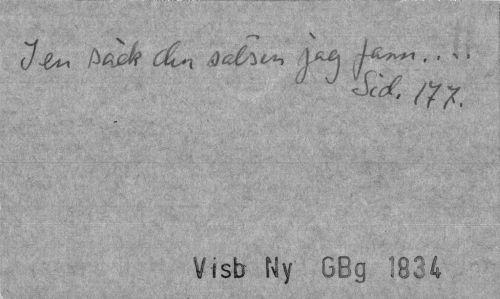 I en säck den salsen jag fann....
Sid. 177.
Visb Ny GBg 1834